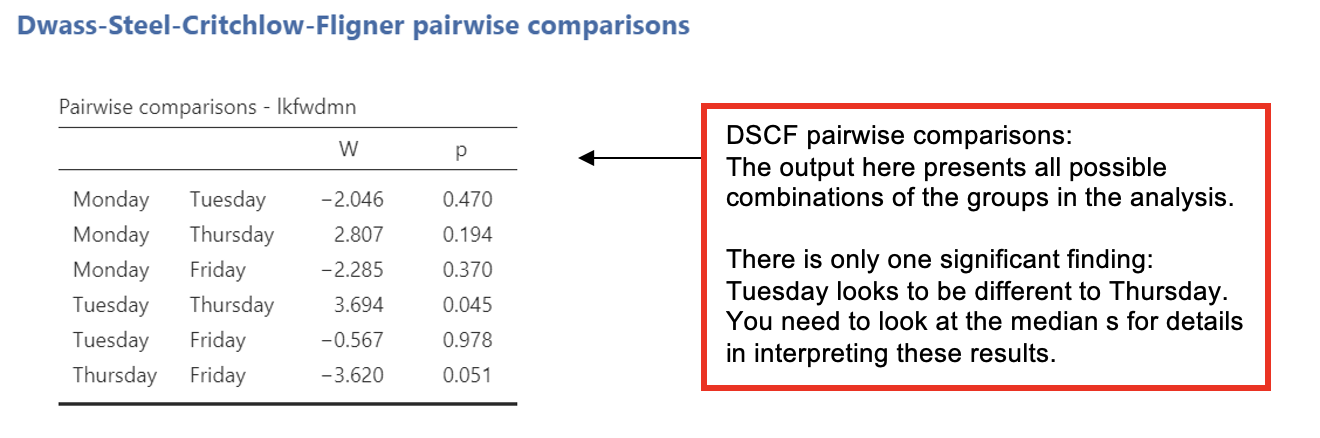 Dwass-Steel-Critchlow-Fligner pairwise comparisons
Pairwise comparisons - lkfwdmn
W p
Monday Tuesday −2.046 0.470
Monday Thursday 2.807 0.194
Monday Friday −2.285 0.370
Tuesday Thursday 3.694 0.045
Tuesday Friday −0.567 0.978
Thursday Friday −3.620 0.051
DSCF pairwise comparisons:
The output here presents all possible
combinations of the groups in the analysis.
There is only one significant finding:
Tuesday looks to be different to Thursday.
You need to look at the median s for details
in interpreting these results.